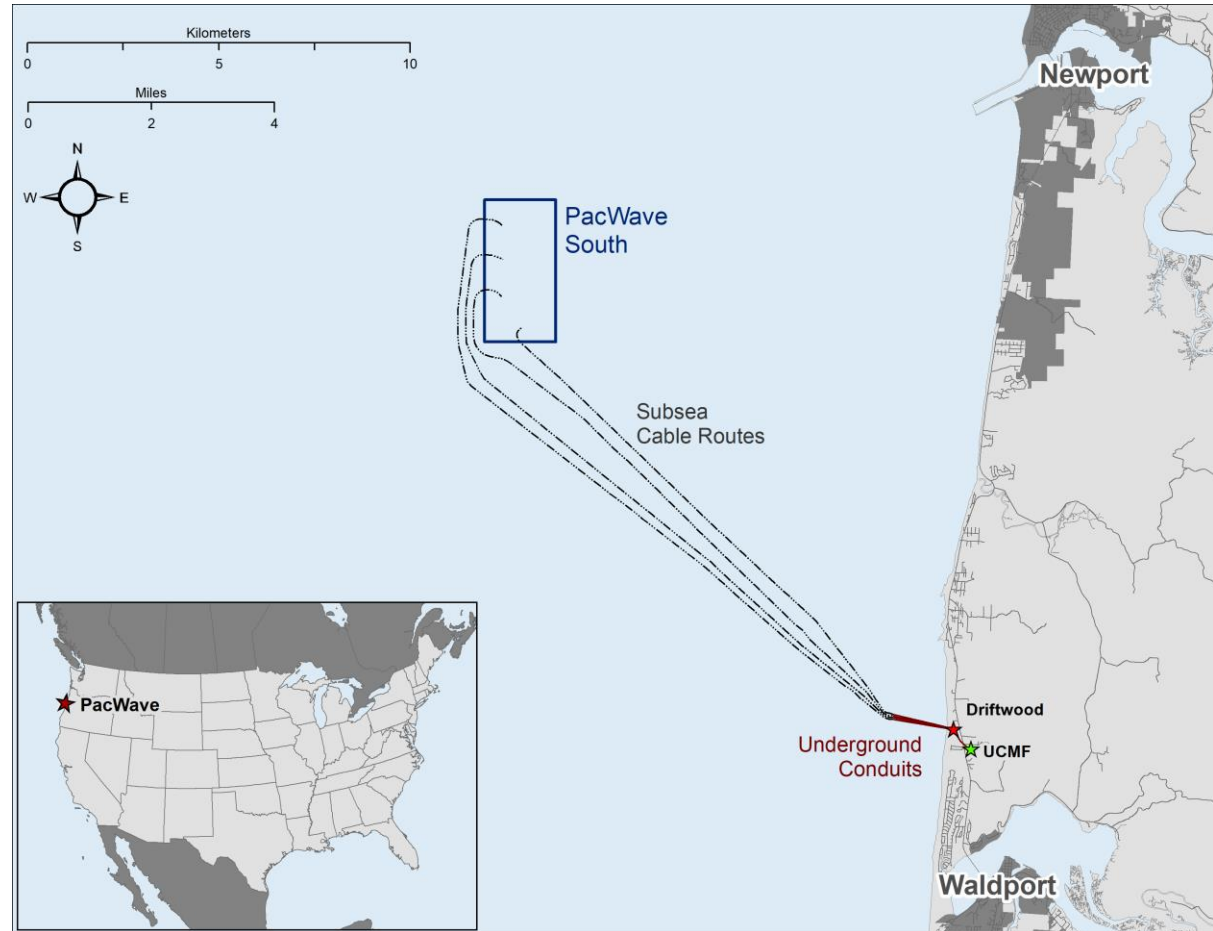 Kilometers
0 5 10
Miles
0 2 4
N
W E
S
Newport
PacWave
South
Subsea
Cable Routes
Driftwood
UCMF
Underground
Conduits
Waldport
PacWave